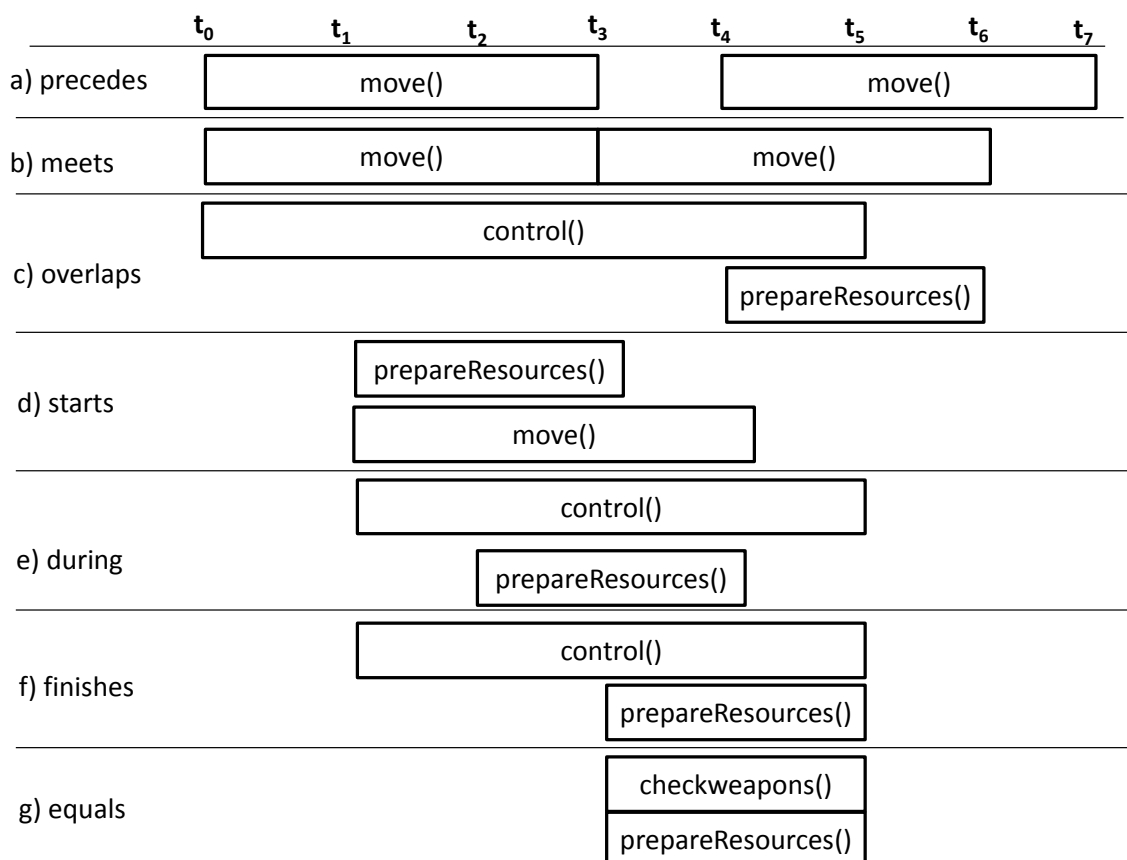 t0 t1 t2 t3 t4 t5 t6 t7
a) precedes move() move()
b) meets move() move()
control()
c) overlaps
prepareResources()
prepareResources()
d) starts
move()
control()
e) during
prepareResources()
control()
f) finishes
prepareResources()
checkweapons()
g) equals
prepareResources()